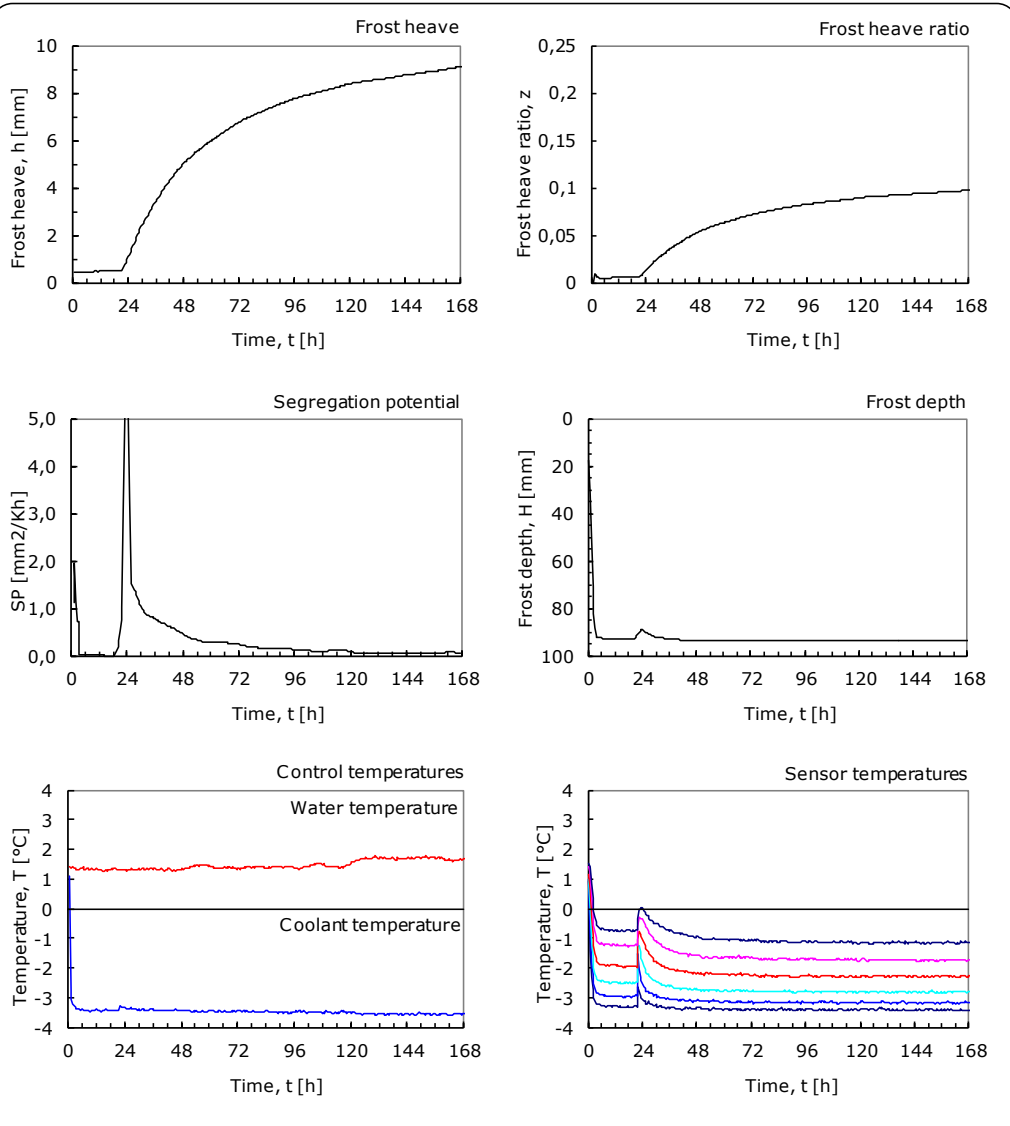 Frost heave
10
8
6
4
2
0
0 24 48 72 96 120 144 168
Frost heave, h [mm]
Time, t [h]
Frost heave ratio
0,25
0,2
0,15
0,1
0,05
0
0 24 48 72 96 120 144 168
Frost heave ratio, z
Time, t [h]
Segregation potential
5,0
4,0
3,0
2,0
1,0
0,0
0 24 48 72 96 120 144 168
SP [mm2/Kh]
Time, t [h]
Frost depth
0
20
40
60
80
100
0 24 48 72 96 120 144 168
Frost depth, H [mm]
Time, t [h]
Control temperatures
4
3
2
1
0
-1
-2
-3
-4
Water temperature
Coolant temperature
0 24 48 72 96 120 144 168
Temperature, T [°C]
Time, t [h]
Sensor temperatures
4
3
2
1
0
-1
-2
-3
-4
0 24 48 72 96 120 144 168
Temperature, T [°C]
Time, t [h]